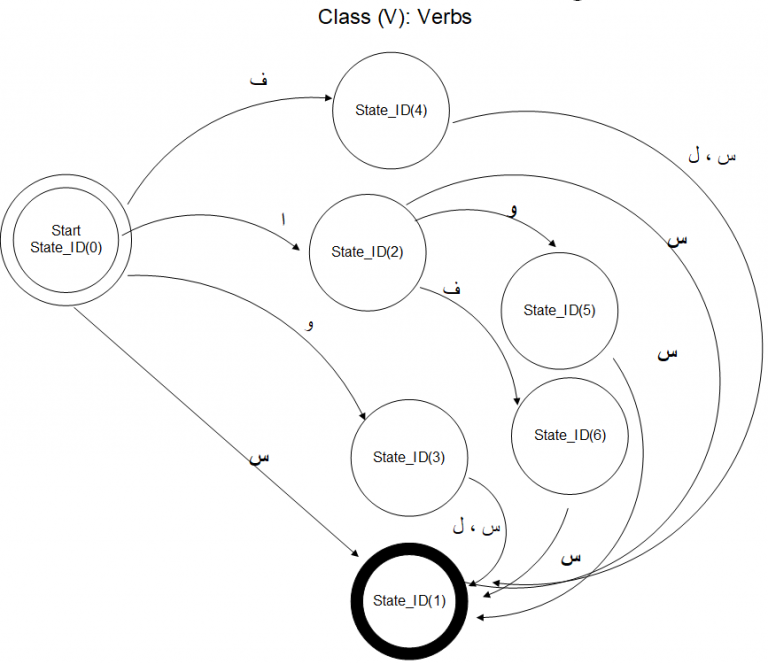 Class (V): Verbs
ف
State_ID(4)
س ، ل
Start
State_ID(0)
ا
و
State_ID(2)
س
ف
State_ID(5)
و
س
State_ID(6)
State_ID(3)
س
س ، ل
س
State_ID(1)